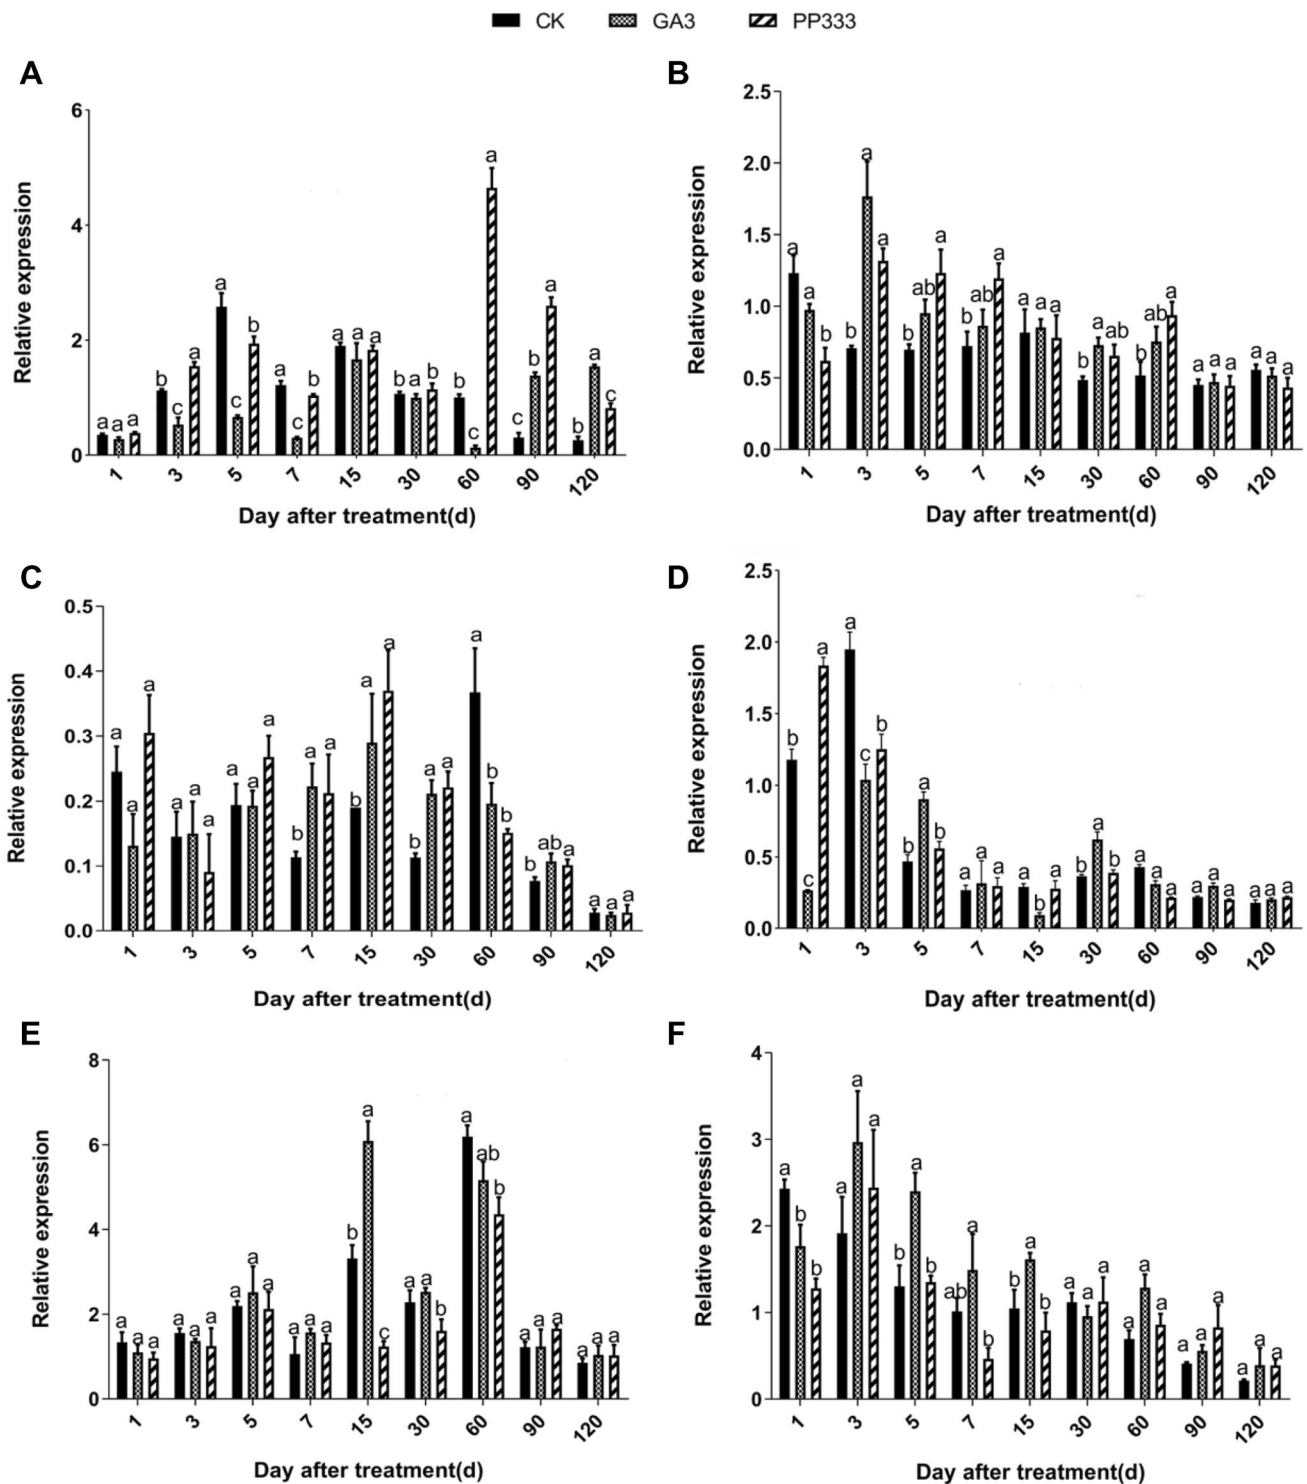 CK GA3 PP333
A
Relative expression
6
4
2
0
a a a b c a a c b a c b a a a b a b b c a c b a b a c
1 3 5 7 15 30 60 90 120
Day after treatment(d)
B
Relative expression
2.5
2.0
1.5
1.0
0.5
0.0
a a b b a a b ab a b ab a a a a b a ab b ab a a a a a a a
1 3 5 7 15 30 60 90 120
Day after treatment(d)
C
Relative expression
0.5
0.4
0.3
0.2
0.1
0.0
a a a a a a a a a b a a b a a b a a a b b b ab a a a a
1 3 5 7 15 30 60 90 120
Day after treatment(d)
D
Relative expression
2.5
2.0
1.5
1.0
0.5
0.0
b c a a c b b a b a a a a b a b a b a a a a a a a a a
1 3 5 7 15 30 60 90 120
Day after treatment(d)
E
Relative expression
8
6
4
2
0
a a a a a a a a a a a a b a c a a b a ab b a a a a a a
1 3 5 7 15 30 60 90 120
Day after treatment(d)
F
Relative expression
4
3
2
1
0
a b b a a a b a b ab a b b a b a a a a a a a a a a a a
1 3 5 7 15 30 60 90 120
Day after treatment(d)